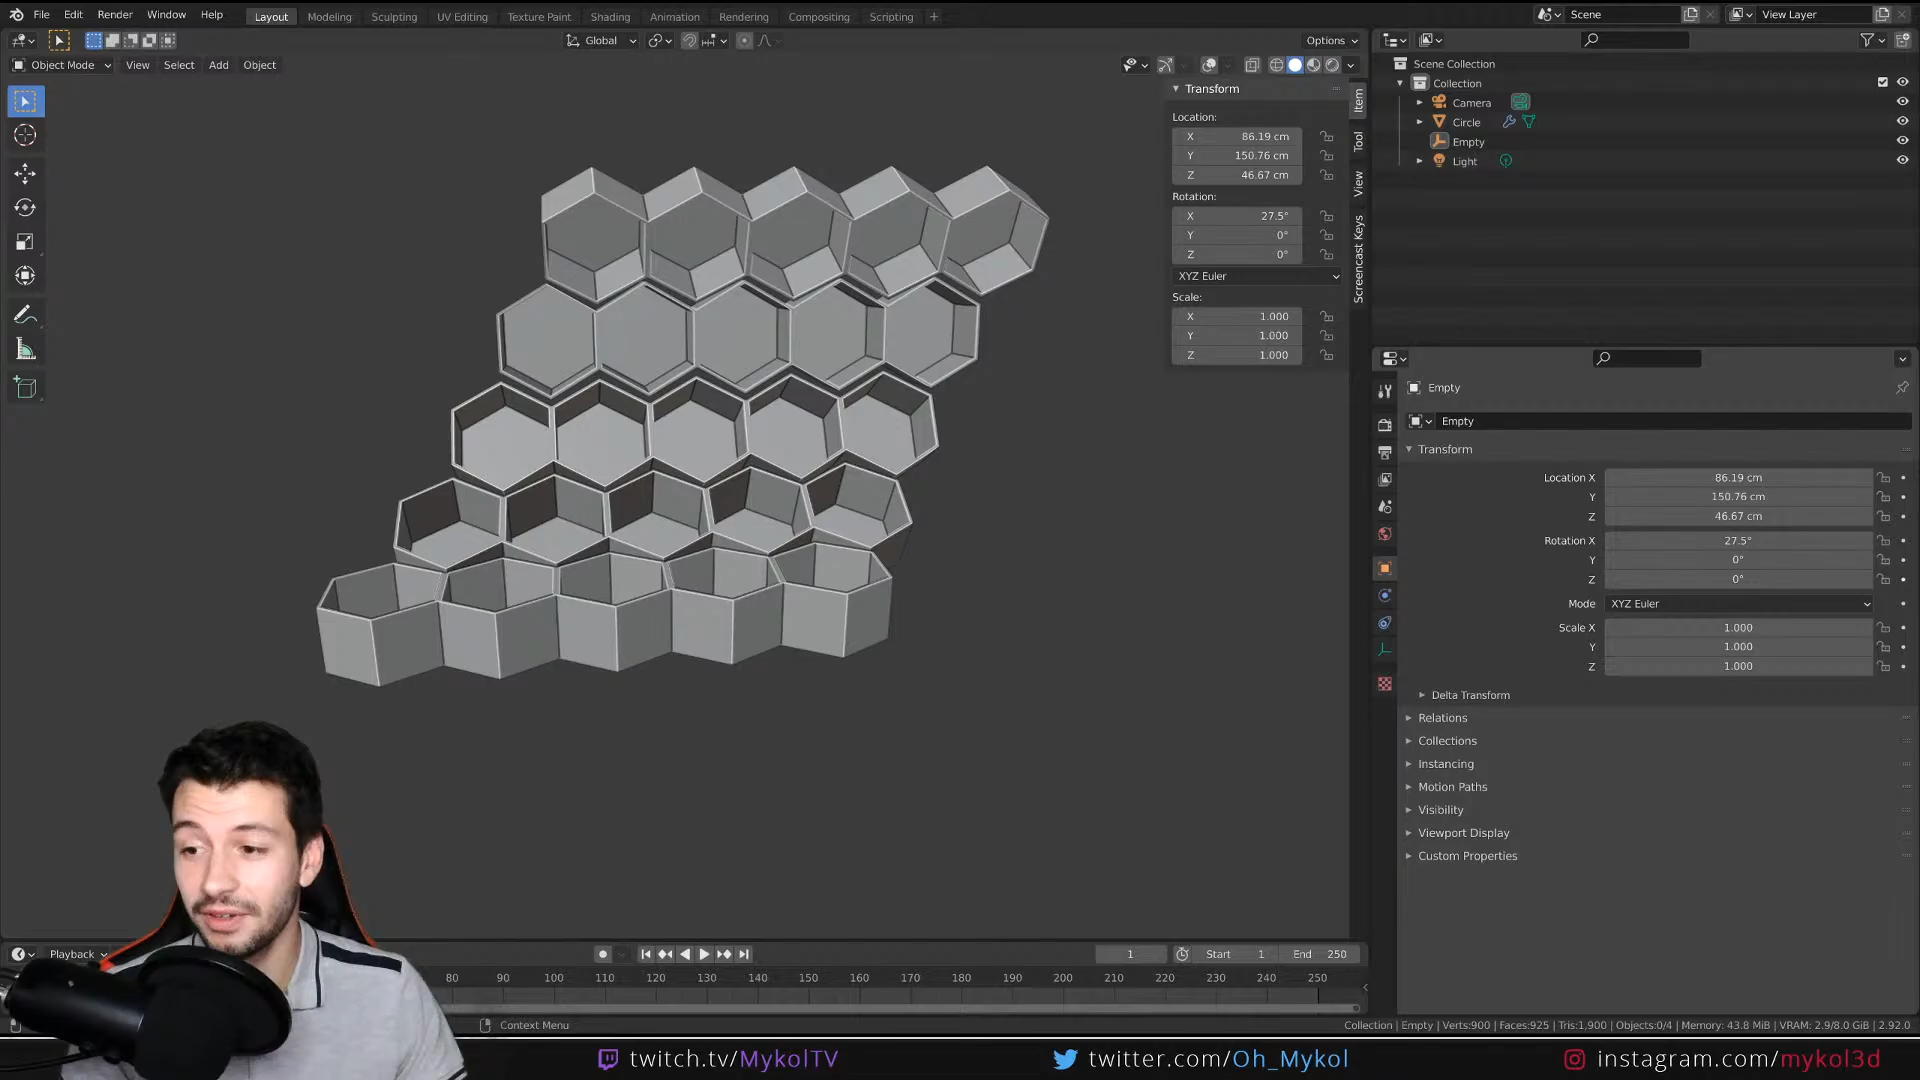 File Edit Render Window Help Layout Modeling Sculpting UV Editing Texture Paint Shading Animation Rendering Compositing Scripting + Scene View Layer
Global Options
Object Mode View Select Add Object
Transform
Location:
X 86.19 cm
Y 150.76 cm
Z 46.67 cm
Rotation:
X 27.5°
Y 0°
Z 0°
XYZ Euler
Scale:
X 1.000
Y 1.000
Z 1.000
Item
Tool
View
Screencast Keys
Scene Collection
Collection
Camera
Circle
Empty
Light
Empty
Empty
Transform
Location X 86.19 cm
Y 150.76 cm
Z 46.67 cm
Rotation X 27.5°
Y 0°
Z 0°
Mode XYZ Euler
Scale X 1.000
Y 1.000
Z 1.000
Delta Transform
Relations
Collections
Instancing
Motion Paths
Visibility
Viewport Display
Custom Properties
Playback 1 Start 1 End 250
80 90 100 110 120 130 140 150 160 170 180 190 200 210 220 230 240 250
Context Menu Collection | Empty | Verts:900 | Faces:925 | Tris:1,900 | Objects:0/4 | Memory: 43.8 MiB | VRAM: 2.9/8.0 GiB | 2.92.0
twitch.tv/MykolTV twitter.com/Oh_Mykol instagram.com/mykol3d